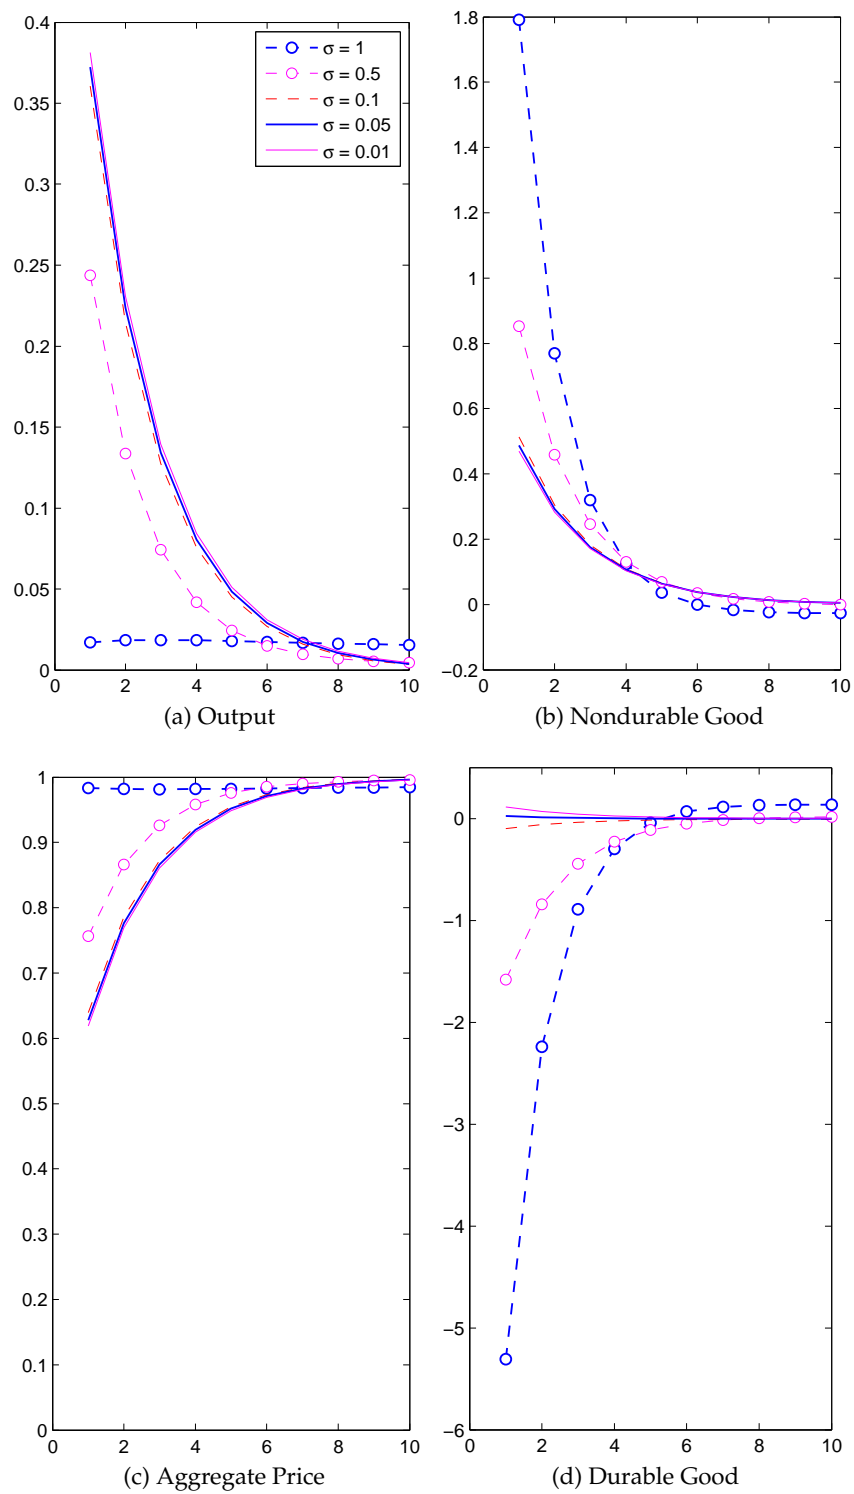 0.4
0.35
0.3
0.25
0.2
0.15
0.1
0.05
0
0 2 4 6 8 10
σ = 1
σ = 0.5
σ = 0.1
σ = 0.05
σ = 0.01
(a) Output
1.8
1.6
1.4
1.2
1
0.8
0.6
0.4
0.2
0
−0.2
0 2 4 6 8 10
(b) Nondurable Good
1
0.9
0.8
0.7
0.6
0.5
0.4
0.3
0.2
0.1
0
0 2 4 6 8 10
(c) Aggregate Price
0
−1
−2
−3
−4
−5
−6
0 2 4 6 8 10
(d) Durable Good